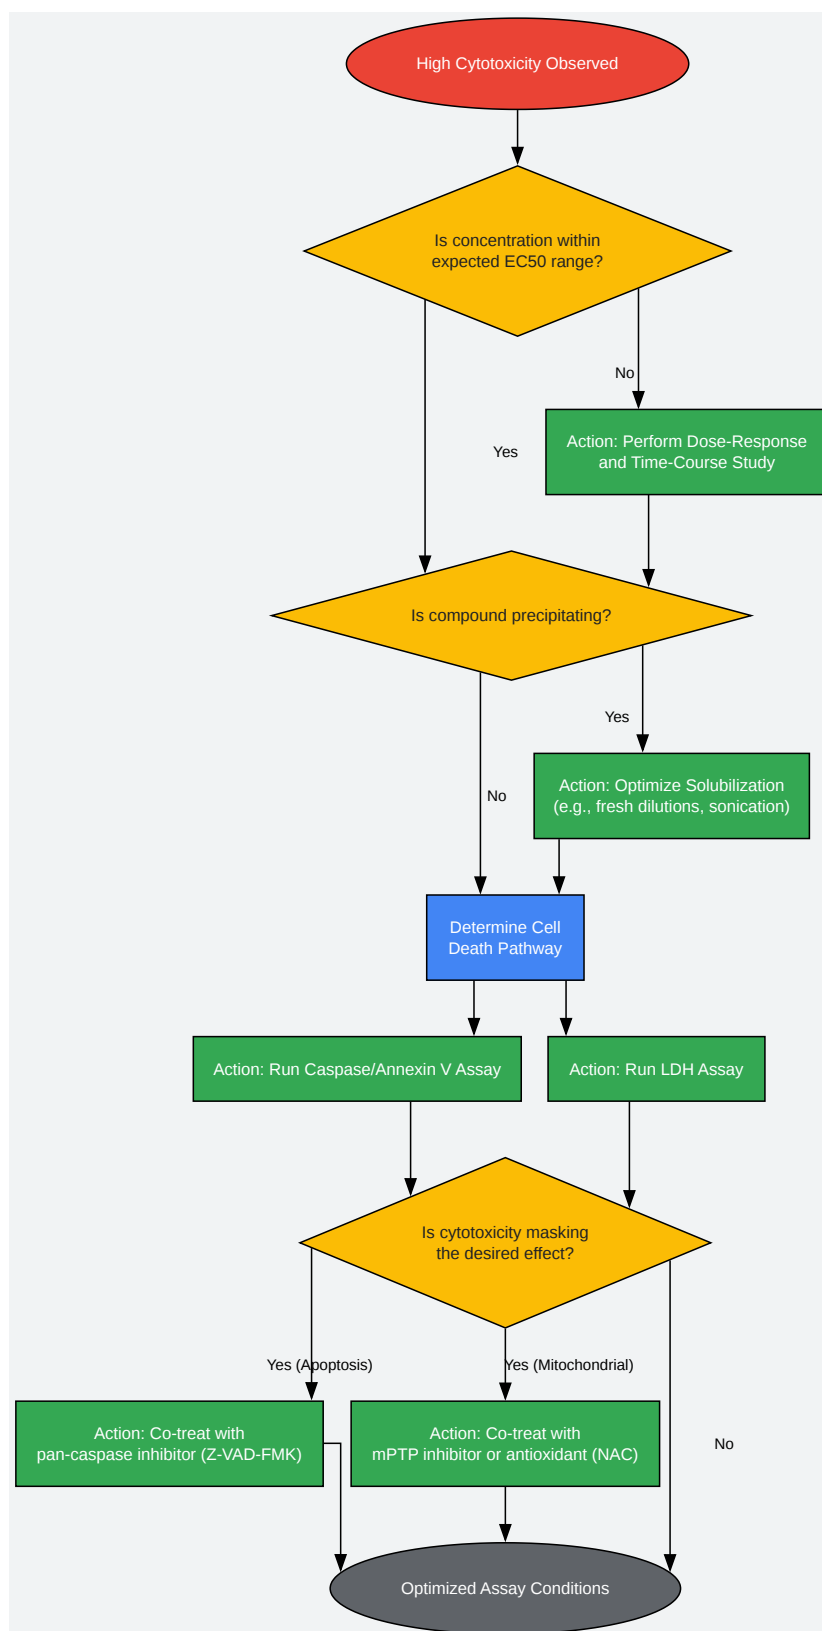 High Cytotoxicity Observed
Is concentration within
expected EC50 range?
No
Action: Perform Dose-Response
and Time-Course Study
Yes
Is compound precipitating?
Yes
Action: Optimize Solubilization
(e.g., fresh dilutions, sonication)
No
Determine Cell
Death Pathway
Action: Run Caspase/Annexin V Assay
Action: Run LDH Assay
Is cytotoxicity masking
the desired effect?
Yes (Apoptosis)
Yes (Mitochondrial)
Action: Co-treat with
pan-caspase inhibitor (Z-VAD-FMK)
Action: Co-treat with
mPTP inhibitor or antioxidant (NAC)
No
Optimized Assay Conditions